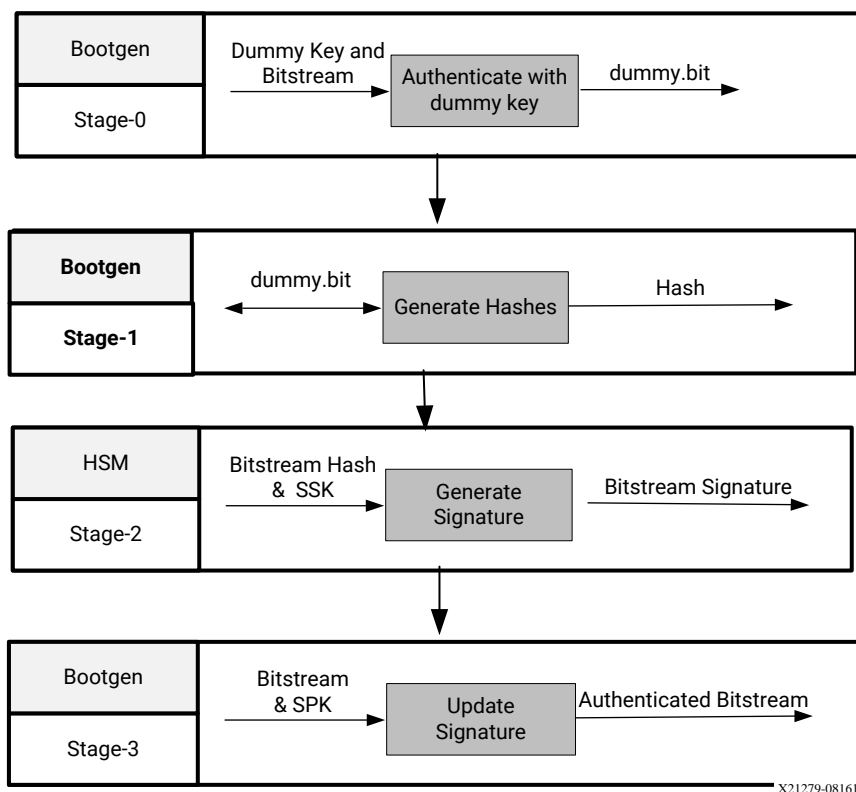 Bootgen
Stage-0
Dummy Key and
Bitstream
Authenticate with
dummy key
dummy.bit
Bootgen
Stage-1
dummy.bit
Generate Hashes
Hash
HSM
Stage-2
Bitstream Hash
& SSK
Generate
Signature
Bitstream Signature
Bootgen
Stage-3
Bitstream
& SPK
Update
Signature
Authenticated Bitstream
X21279-08161